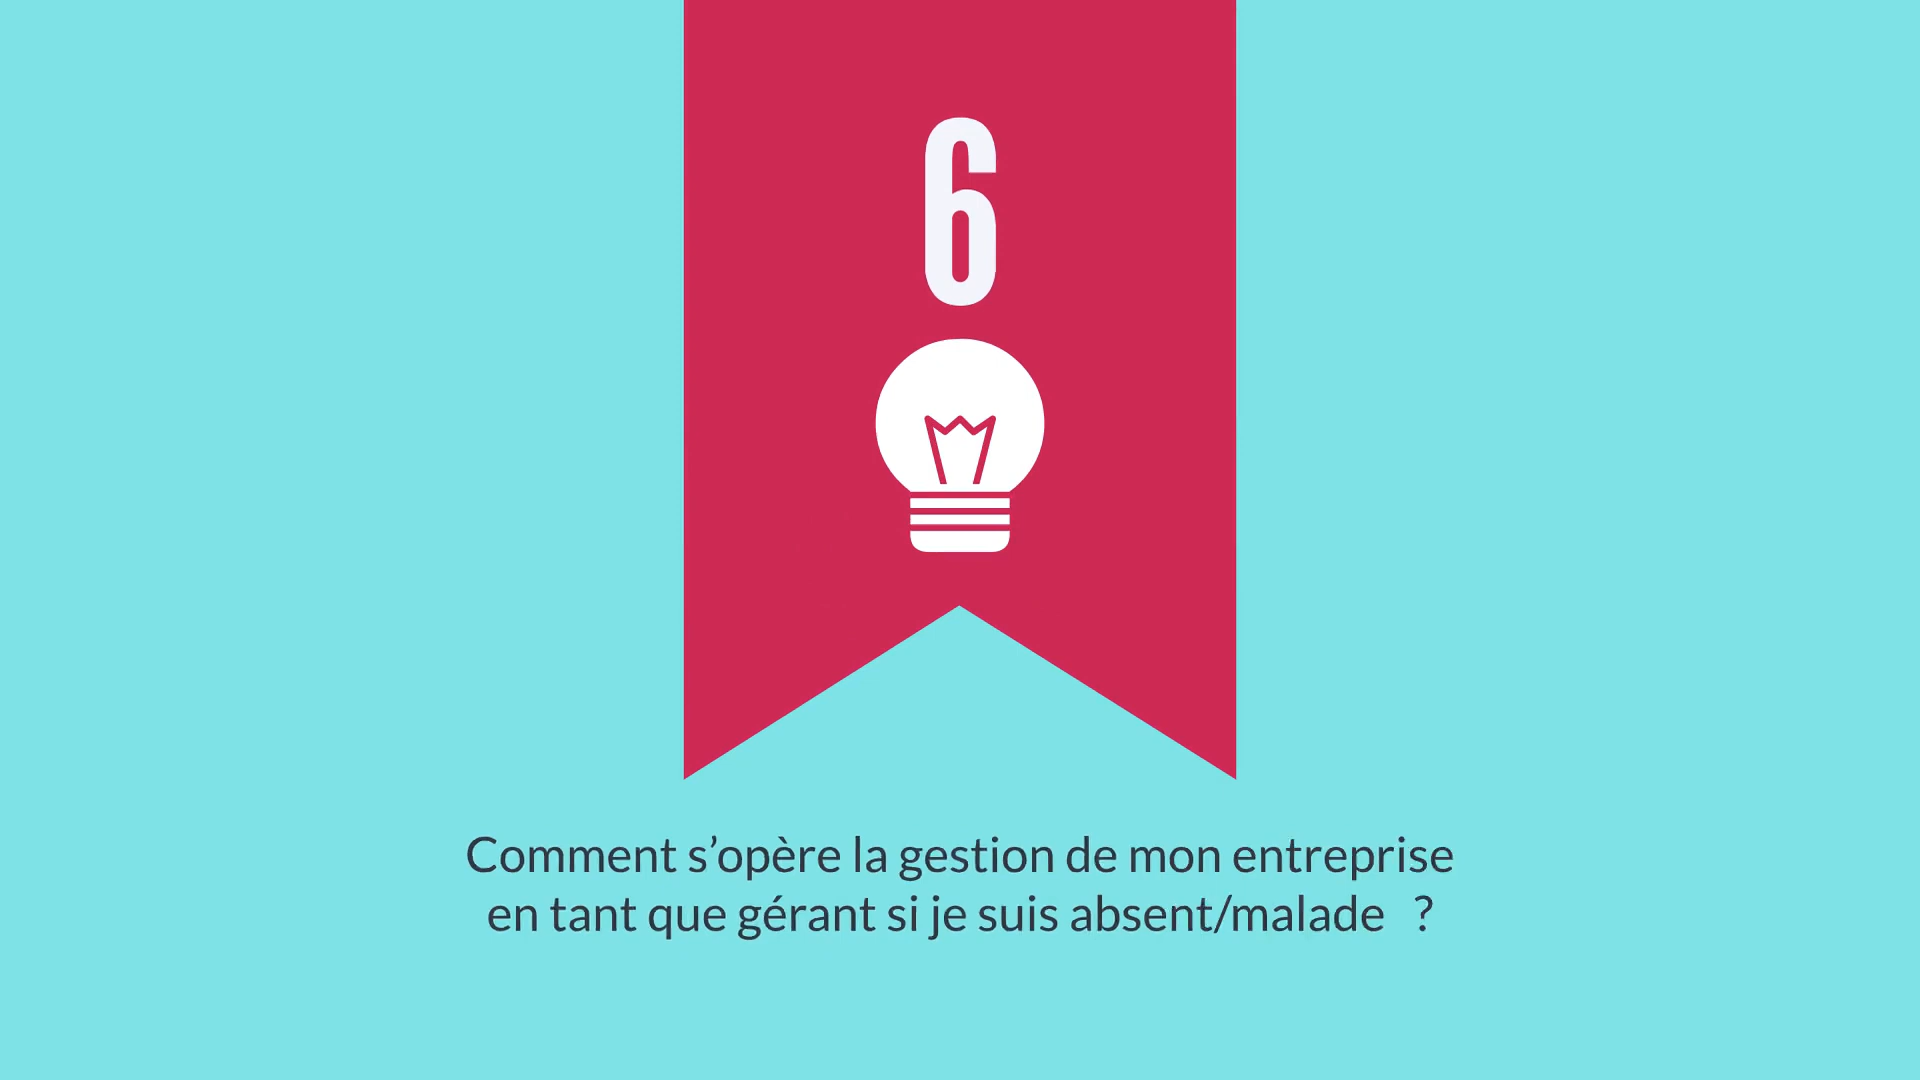 6
Comment s’opère la gestion de mon entreprise
en tant que gérant si je suis absent/malade ?